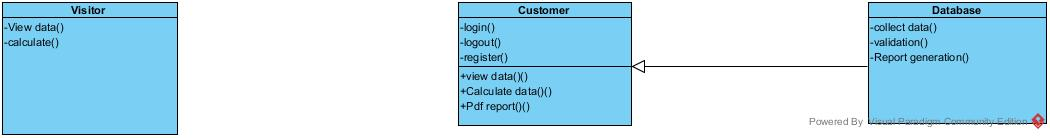 Visitor
-View data()
-calculate()
Customer
-login()
-logout()
-register()
+view data()()
+Calculate data()()
+Pdf report()()
Database
-collect data()
-validation()
-Report generation()
Powered By Visual Paradigm Community Edition